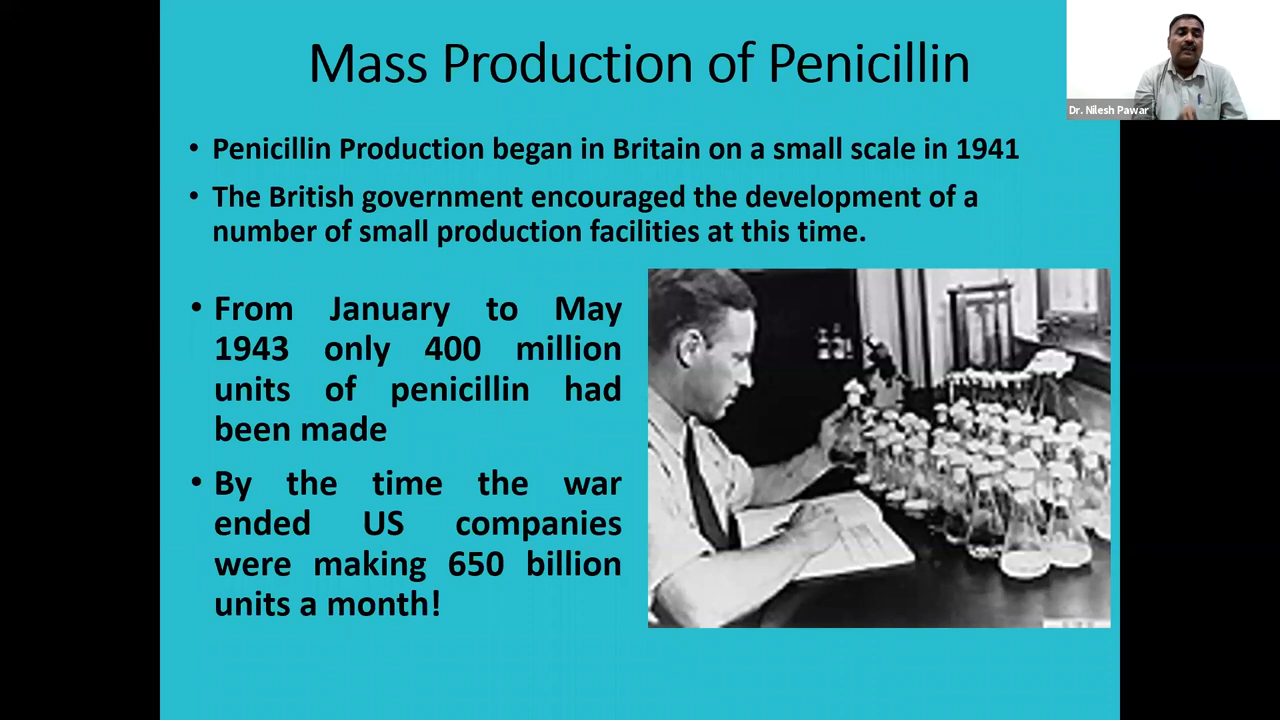 Mass Production of Penicillin
Dr. Nilesh Pawar
• Penicillin Production began in Britain on a small scale in 1941
• The British government encouraged the development of a
number of small production facilities at this time.
• From January to May
1943 only 400 million
units of penicillin had
been made
• By the time the war
ended US companies
were making 650 billion
units a month!